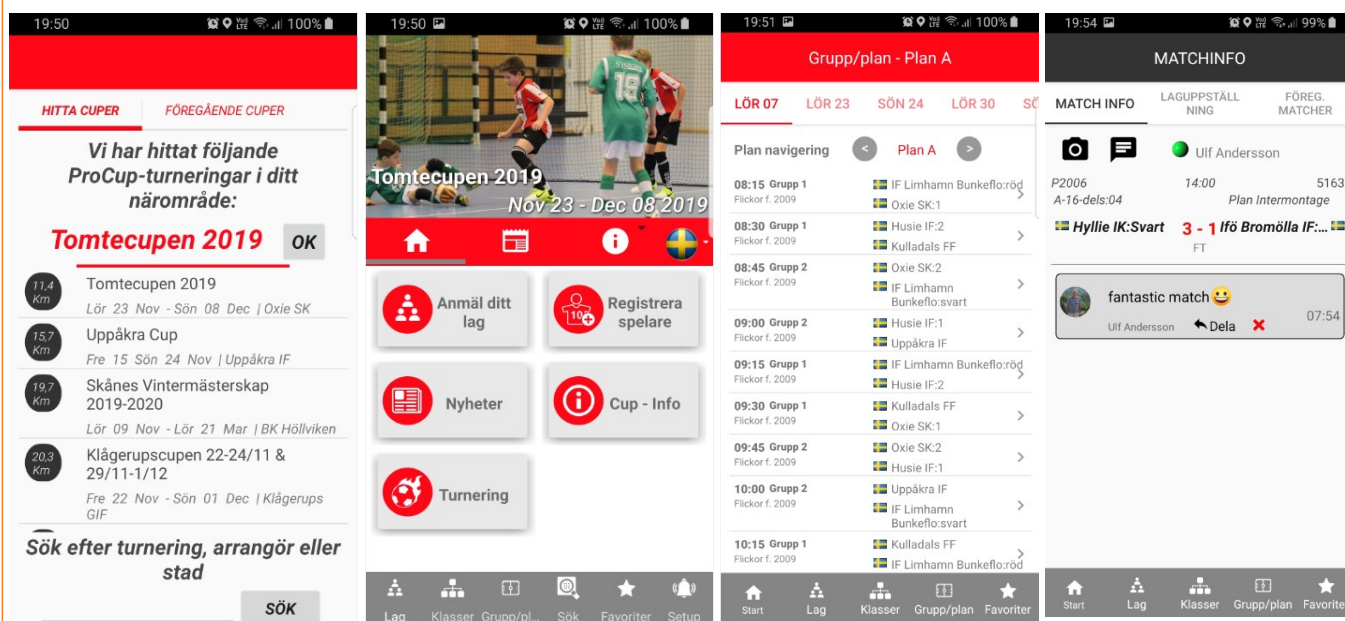 19:50
LTE
100%
HITTA CUPER
FÖREGÅENDE CUPER
Vi har hittat följande
ProCup-turneringar i ditt
närområde:
Tomtecupen 2019
OK
11,4
Km
Tomtecupen 2019
Lör 23 Nov - Sön 08 Dec | Oxie SK
15,7
Km
Uppåkra Cup
Fre 15 Sön 24 Nov | Uppåkra IF
19,7
Km
Skånes Vintermästerskap
2019-2020
Lör 09 Nov - Lör 21 Mar | BK Höllviken
20,3
Km
Klågerupscupen 22-24/11 &
29/11-1/12
Fre 22 Nov - Sön 01 Dec | Klågerups
GIF
Sök efter turnering, arrangör eller
stad
SÖK
19:50
LTE
100%
19
Tomtecupen 2019
Nov 23 - Dec 08 2019
Anmäl ditt
lag
10
Registrera
spelare
Nyheter
Cup - Info
Turnering
Lag
Klasser
Grupp/pl...
Sök
Favoriter
Setup
19:51
LTE
100%
Grupp/plan - Plan A
LÖR 07
LÖR 23
SÖN 24
LÖR 30
SÖ
Plan navigering
<
Plan A
>
08:15 Grupp 1
Flickor f. 2009
IF Limhamn Bunkeflo:röd
Oxie SK:1
08:30 Grupp 1
Flickor f. 2009
Husie IF:2
Kulladals FF
08:45 Grupp 2
Flickor f. 2009
Oxie SK:2
IF Limhamn
Bunkeflo:svart
09:00 Grupp 2
Flickor f. 2009
Husie IF:1
Uppåkra IF
09:15 Grupp 1
Flickor f. 2009
IF Limhamn Bunkeflo:röd
Husie IF:2
09:30 Grupp 1
Flickor f. 2009
Kulladals FF
Oxie SK:1
09:45 Grupp 2
Flickor f. 2009
Oxie SK:2
Husie IF:1
10:00 Grupp 2
Flickor f. 2009
Uppåkra IF
IF Limhamn
Bunkeflo:svart
10:15 Grupp 1
Flickor f. 2009
Kulladals FF
IF Limhamn Bunkeflo:röd
Start
Lag
Klasser
Grupp/plan
Favoriter
19:54
LTE
99%
MATCHINFO
MATCH INFO
LAGUPPSTÄLL
NING
FÖREG.
MATCHER
Ulf Andersson
P2006
14:00
5163
A-16-dels:04
Plan Intermontage
Hyllie IK:Svart
3 - 1
Ifö Bromölla IF:...
FT
fantastic match😀
07:54
Ulf Andersson
Dela
Start
Lag
Klasser
Grupp/plan
Favorite